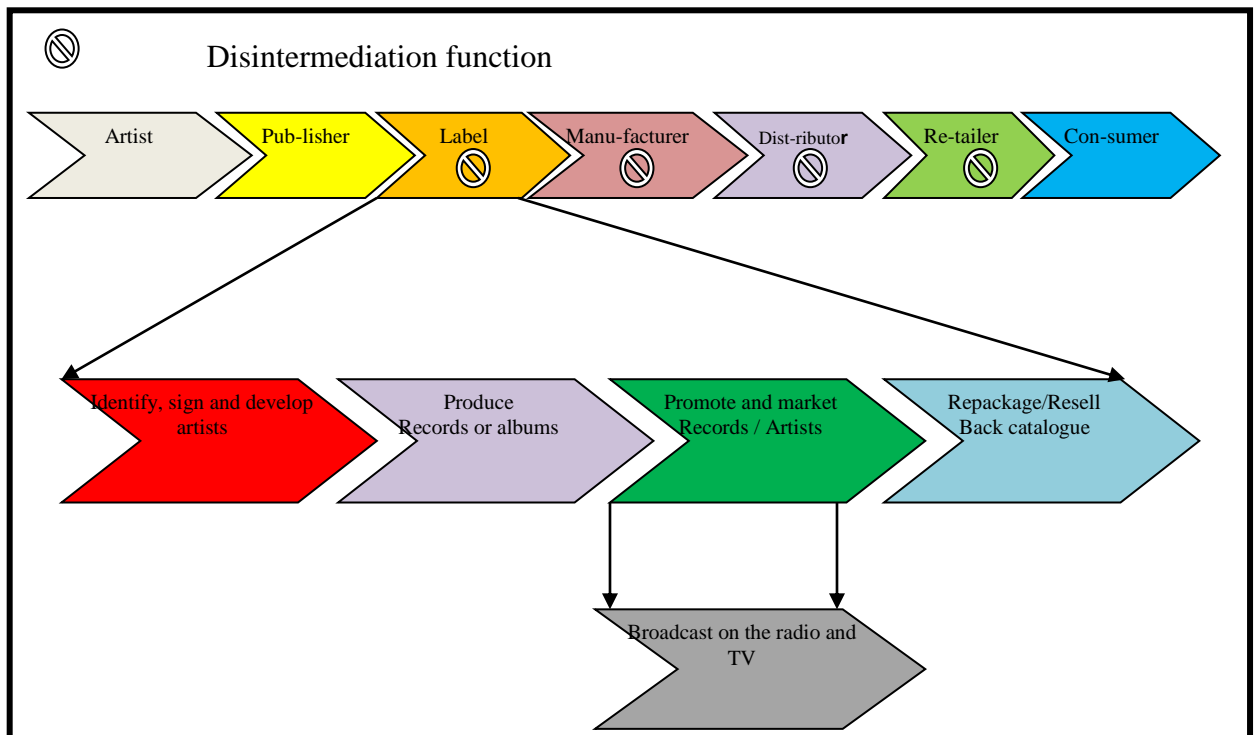 Disintermediation function
Artist
Pub-lisher
Label
Manu-facturer
Dist-ributor
Re-tailer
Con-sumer
Identify, sign and develop
artists
Produce
Records or albums
Promote and market
Records / Artists
Repackage/Resell
Back catalogue
Broadcast on the radio and
TV